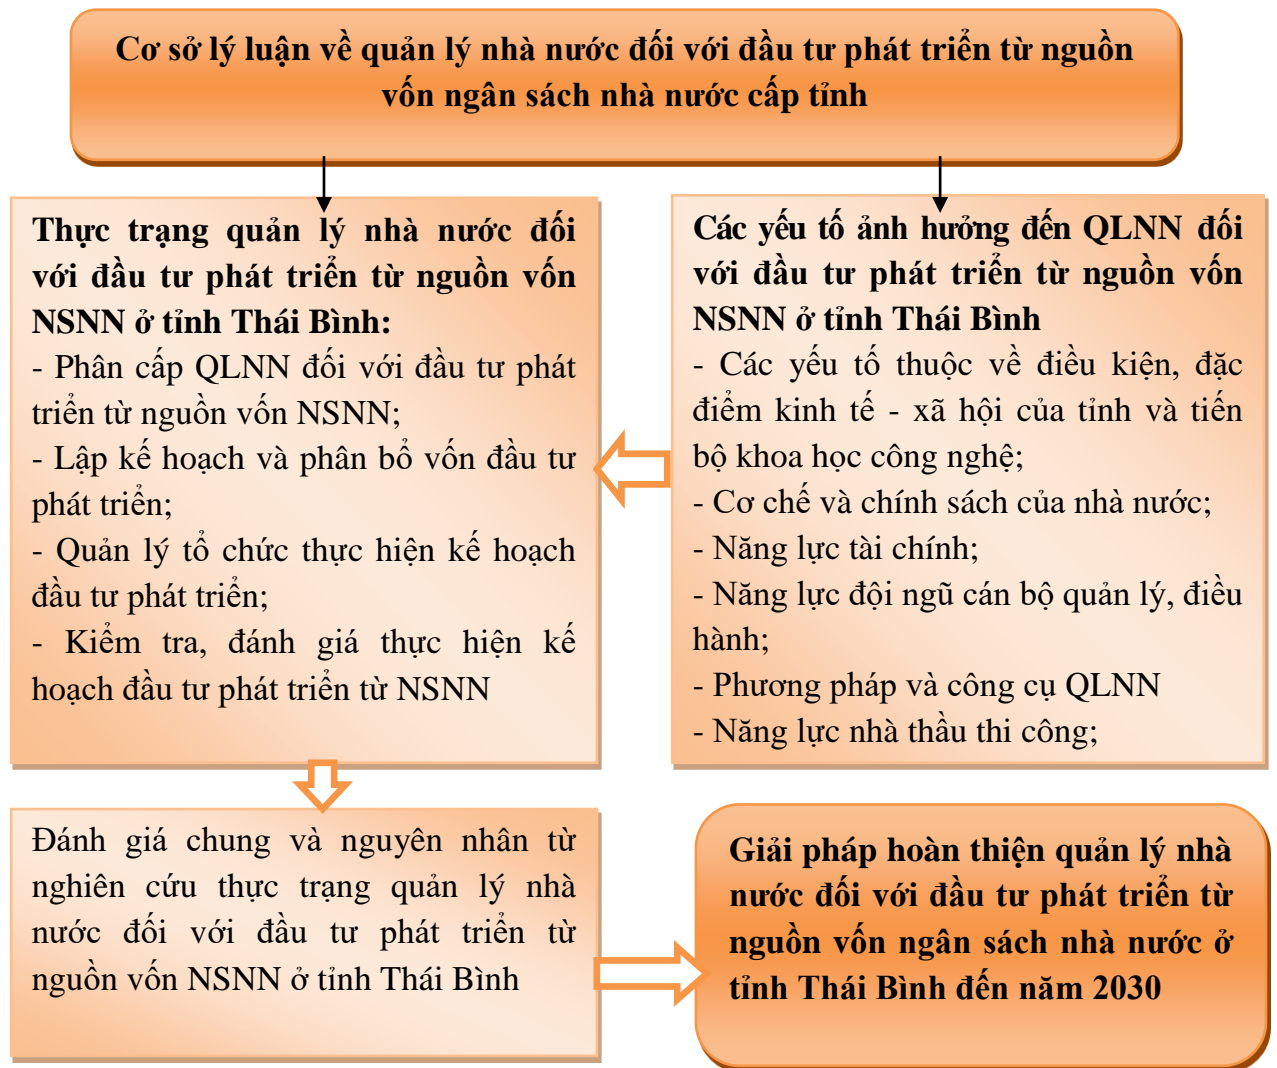 Cơ sở lý luận về quản lý nhà nước đối với đầu tư phát triển từ nguồn
vốn ngân sách nhà nước cấp tỉnh
Thực trạng quản lý nhà nước đối
với đầu tư phát triển từ nguồn vốn
NSNN ở tỉnh Thái Bình:
- Phân cấp QLNN đối với đầu tư phát
triển từ nguồn vốn NSNN;
- Lập kế hoạch và phân bổ vốn đầu tư
phát triển;
- Quản lý tổ chức thực hiện kế hoạch
đầu tư phát triển;
- Kiểm tra, đánh giá thực hiện kế
hoạch đầu tư phát triển từ NSNN
Các yếu tố ảnh hưởng đến QLNN đối
với đầu tư phát triển từ nguồn vốn
NSNN ở tỉnh Thái Bình
- Các yếu tố thuộc về điều kiện, đặc
điểm kinh tế - xã hội của tỉnh và tiến
bộ khoa học công nghệ;
- Cơ chế và chính sách của nhà nước;
- Năng lực tài chính;
- Năng lực đội ngũ cán bộ quản lý, điều
hành;
- Phương pháp và công cụ QLNN
- Năng lực nhà thầu thi công;
Đánh giá chung và nguyên nhân từ
nghiên cứu thực trạng quản lý nhà
nước đối với đầu tư phát triển từ
nguồn vốn NSNN ở tỉnh Thái Bình
Giải pháp hoàn thiện quản lý nhà
nước đối với đầu tư phát triển từ
nguồn vốn ngân sách nhà nước ở
tỉnh Thái Bình đến năm 2030